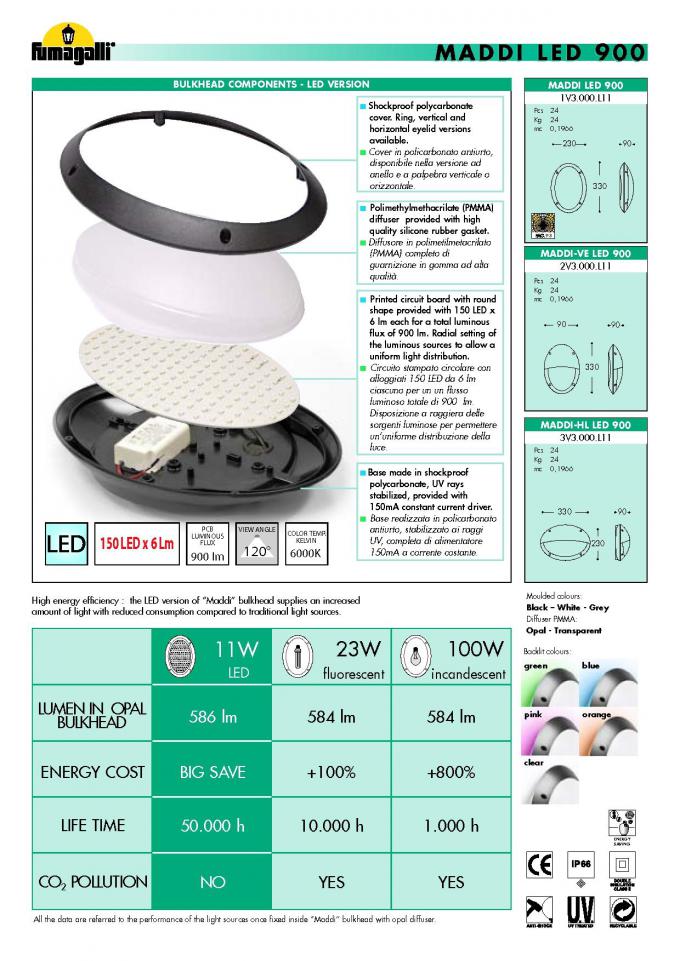 fumagalli
MADDI LED 900
BULKHEAD COMPONENTS - LED VERSION
Shockproof polycarbonate
cover. Ring, vertical and
horizontal eyelid versions
available.
Cover in policarbonato antiurto,
disponibile nella versione ad
anello e a palpebra verticale o
orizzontale.
Polimethylmethacrilate (PMMA)
diffuser provided with high
quality silicone rubber gasket.
Diffusore in polimetilmetacrilato
(PMMA) completo di
guarnizione in gomma ad alta
qualità.
Printed circuit board with round
shape provided with 150 LED x
6 lm each for a total luminous
flux of 900 lm. Radial setting of
the luminous sources to allow a
uniform light distribution.
Circuito stampato circolare con
alloggiati 150 LED da 6 lm
ciascuno per un un flusso
luminoso totale di 900 lm.
Disposizione a raggiera delle
sorgenti luminose per permettere
un'uniforme distribuzione della
luce.
Base made in shockproof
polycarbonate, UV rays
stabilized, provided with
150mA constant current driver.
Base realizzata in policarbonato
antiurto, stabilizzato ai raggi
UV, completa di alimentatore
150mA a corrente costante.
LED
150 LED x 6 Lm
PCB
LUMINOUS
FLUX
900 lm
VIEW ANGLE
120°
COLOR TEMP.
KELVIN
6000K
MADDI LED 900
1V3.000.L11
Pcs 24
Kg 24
mc 0,1966
230
90
330
MADDI-VE LED 900
2V3.000.L11
Pcs 24
Kg 24
mc 0,1966
90
90
330
MADDI-HL LED 900
3V3.000.L11
Pcs 24
Kg 24
mc 0,1966
330
90
230
High energy efficiency : the LED version of "Maddi" bulkhead supplies an increased
amount of light with reduced consumption compared to traditional light sources.
11W
LED
23W
fluorescent
100W
incandescent
LUMEN IN OPAL
BULKHEAD
586 lm
584 lm
584 lm
ENERGY COST
BIG SAVE
+100%
+800%
LIFE TIME
50.000 h
10.000 h
1.000 h
CO₂ POLLUTION
NO
YES
YES
All the data are referred to the performance of the light sources once fixed inside "Maddi" bulkhead with opal diffuser.
Moulded colours:
Black – White - Grey
Diffuser PMMA:
Opal - Transparent
Backlit colours:
green
blue
pink
orange
clear
ENERGY
SAVING
CE
IP66
DOUBLE
INSULATION
CLASS II
ANTI-SHOCK
U.V.
UV TREATED
RECYCLABLE